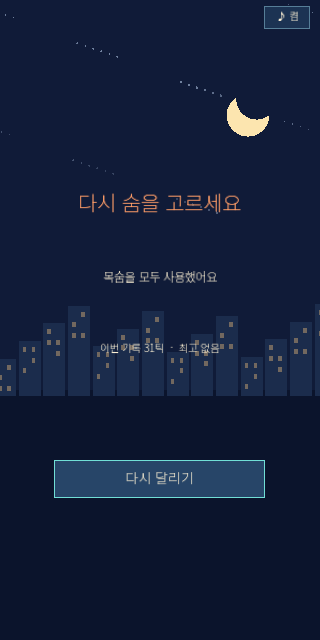 ♪ 켬
다시 숨을 고르세요
목숨을 모두 사용했어요
이번 기록 31틱 · 최고 없음
다시 달리기